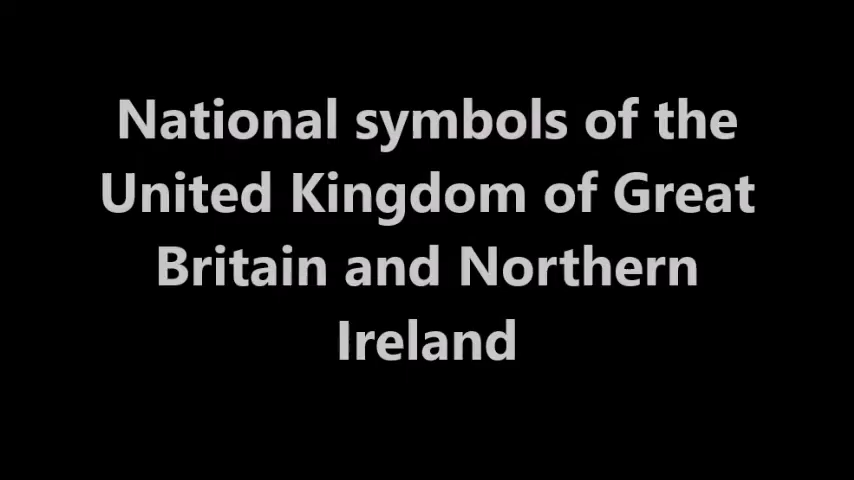 National symbols of the
United Kingdom of Great
Britain and Northern
Ireland